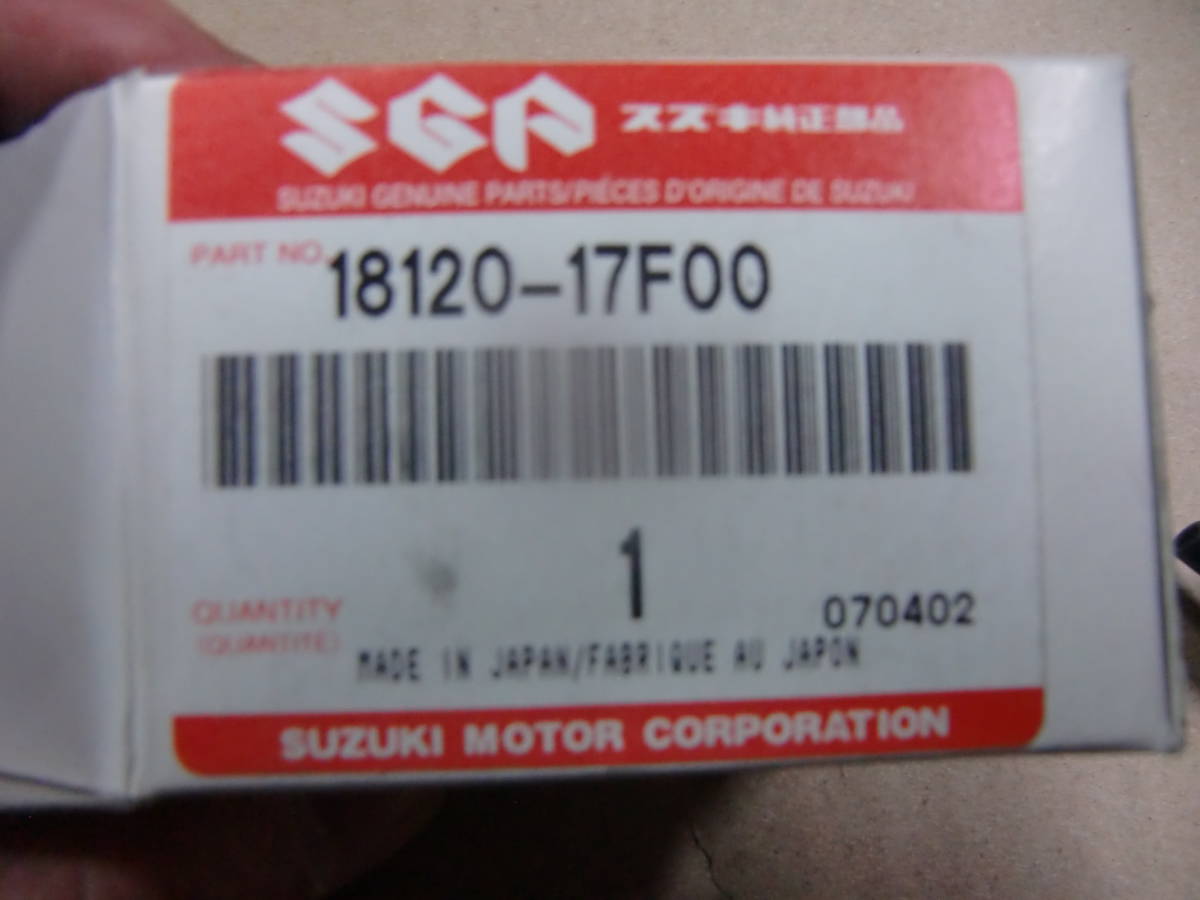 SGP スズキ純正部品
SUZUKI GENUINE PARTS/PIÉCES D'ORIGINE DE SUZUKI
PART NO. 18120-17F00
1
QUANTITY 070402
(QUANTITE)
MADE IN JAPAN/FABRIQUE AU JAPON
SUZUKI MOTOR CORPORATION